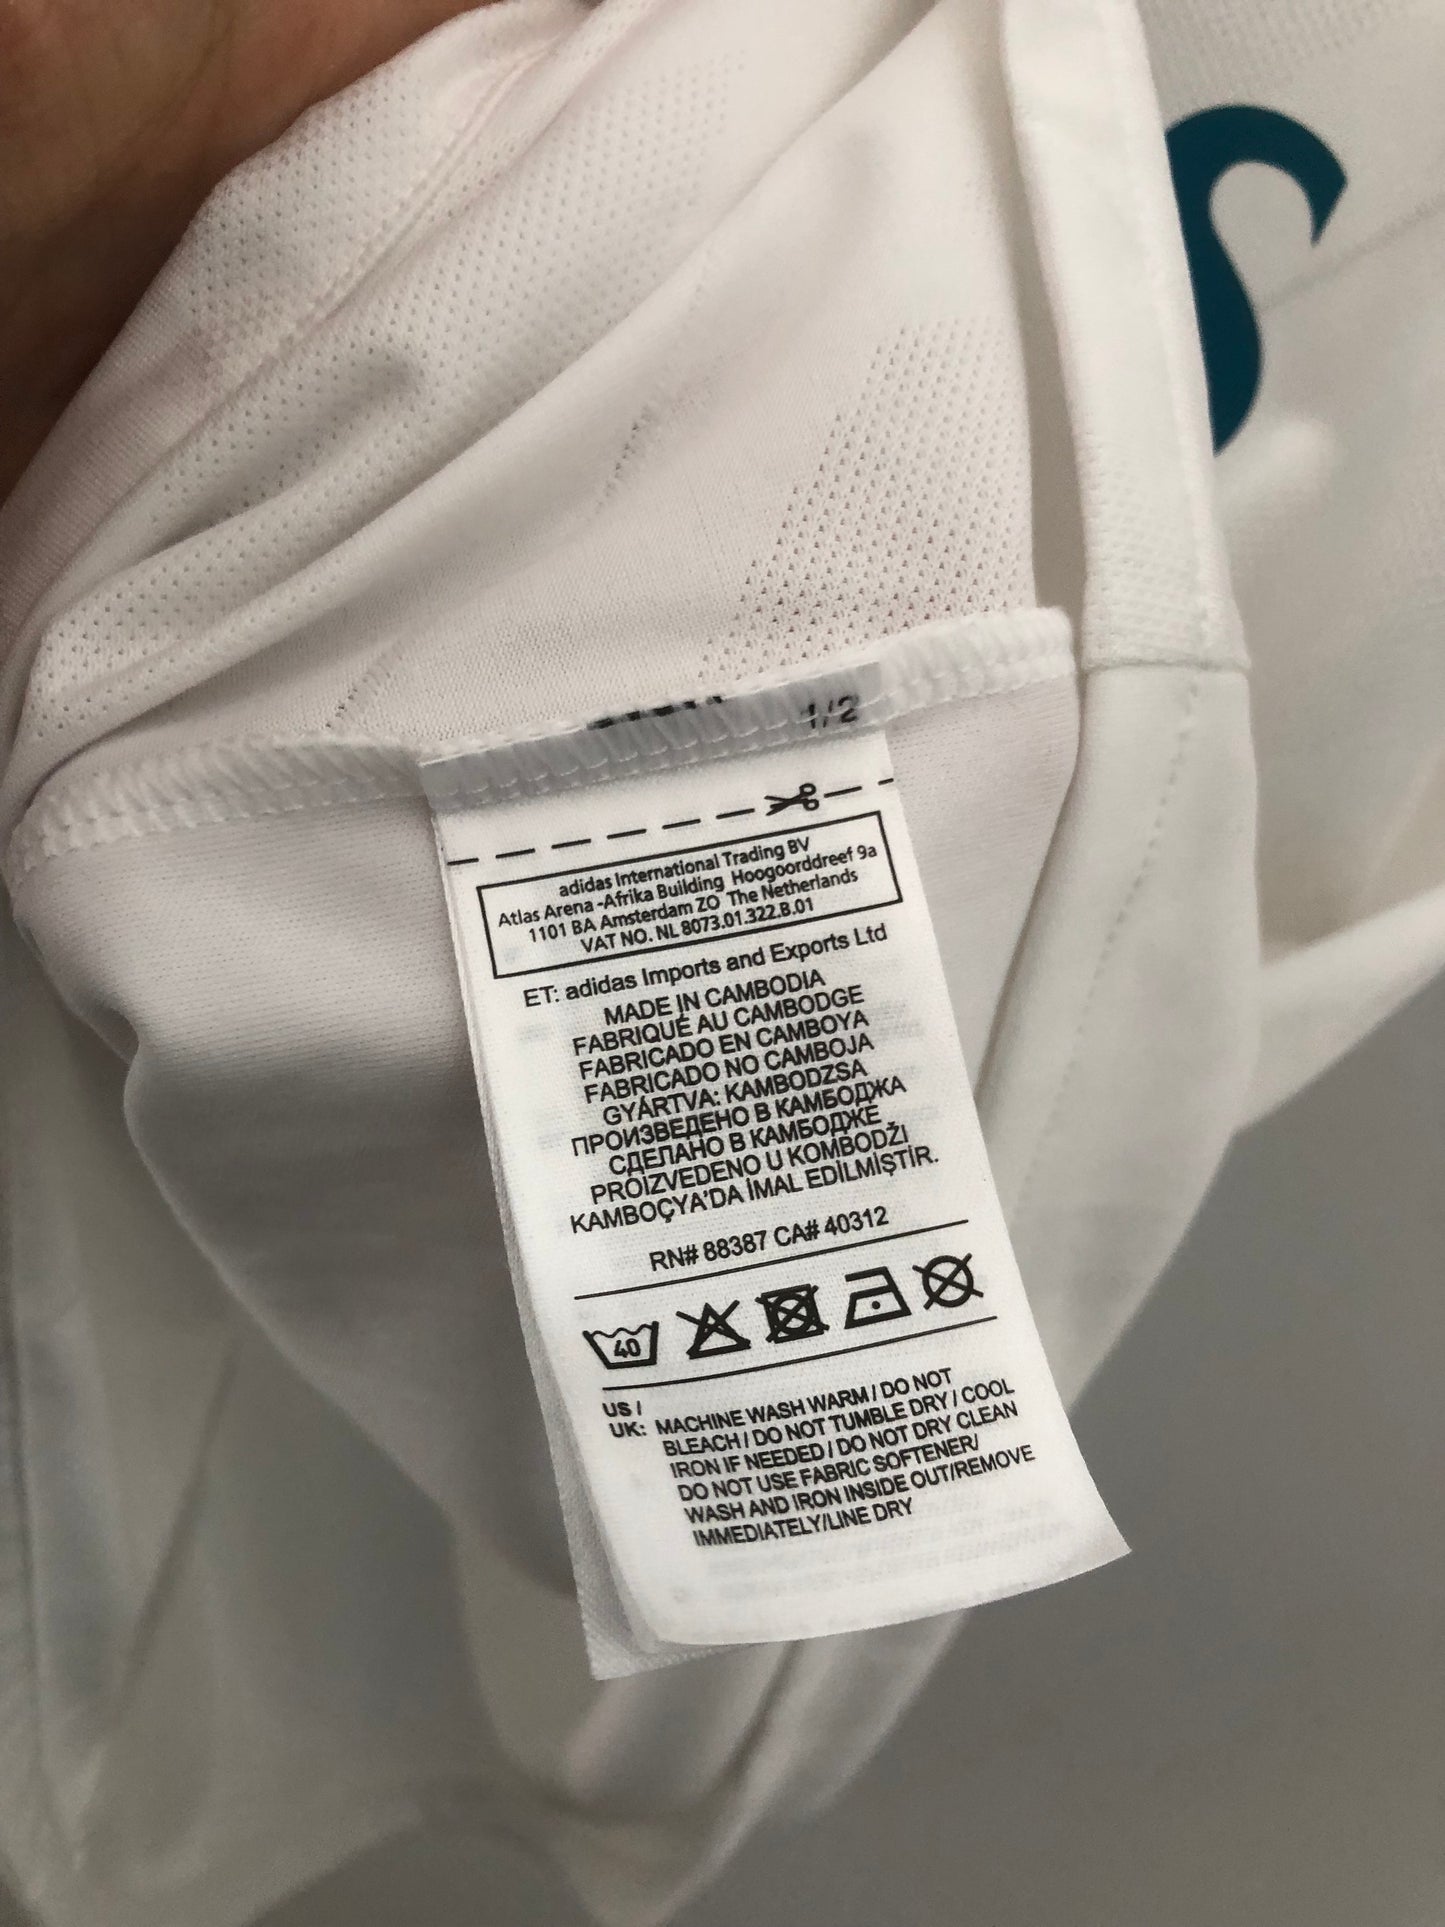 1/2
adidas International Trading BV
Atlas Arena -Afrika Building Hoogoorddreef 9a
1101 BA Amsterdam ZO The Netherlands
VAT NO. NL 8073.01.322.B.01
ET: adidas Imports and Exports Ltd
MADE IN CAMBODIA
FABRIQUÉ AU CAMBODGE
FABRICADO EN CAMBOYA
FABRICADO NO CAMBOJA
GYÁRTVA: KAMBODZSA
ПРОИЗВЕДЕНО В КАМБОДЖА
СДЕЛАНО В КАМБОДЖЕ
PROIZVEDENO U KOMBODŽI
KAMBOÇYA'DA İMAL EDİLMİŞTİR.
RN# 88387 CA# 40312
40
US /
UK: MACHINE WASH WARM / DO NOT
BLEACH / DO NOT TUMBLE DRY / COOL
IRON IF NEEDED / DO NOT DRY CLEAN
DO NOT USE FABRIC SOFTENER/
WASH AND IRON INSIDE OUT/REMOVE
IMMEDIATELY/LINE DRY